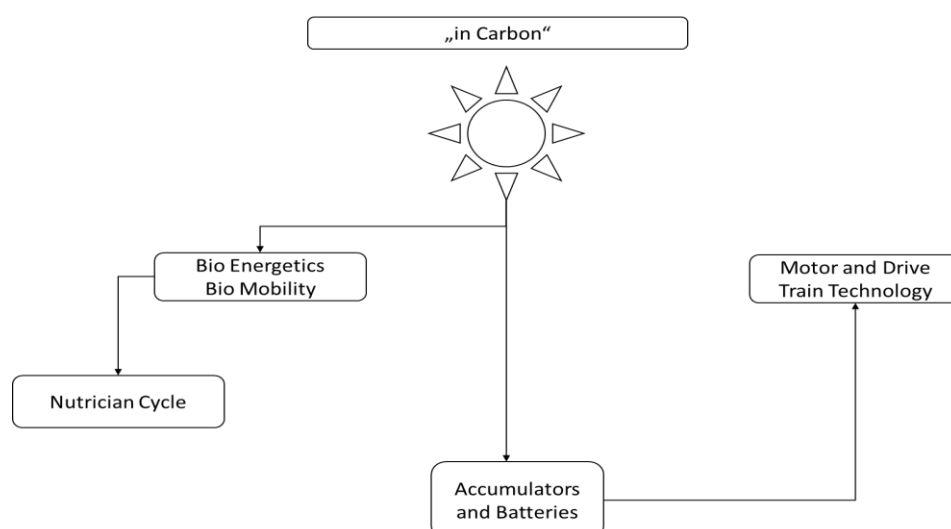 „in Carbon“
Bio Energetics
Bio Mobility
Motor and Drive
Train Technology
Nutrician Cycle
Accumulators
and Batteries